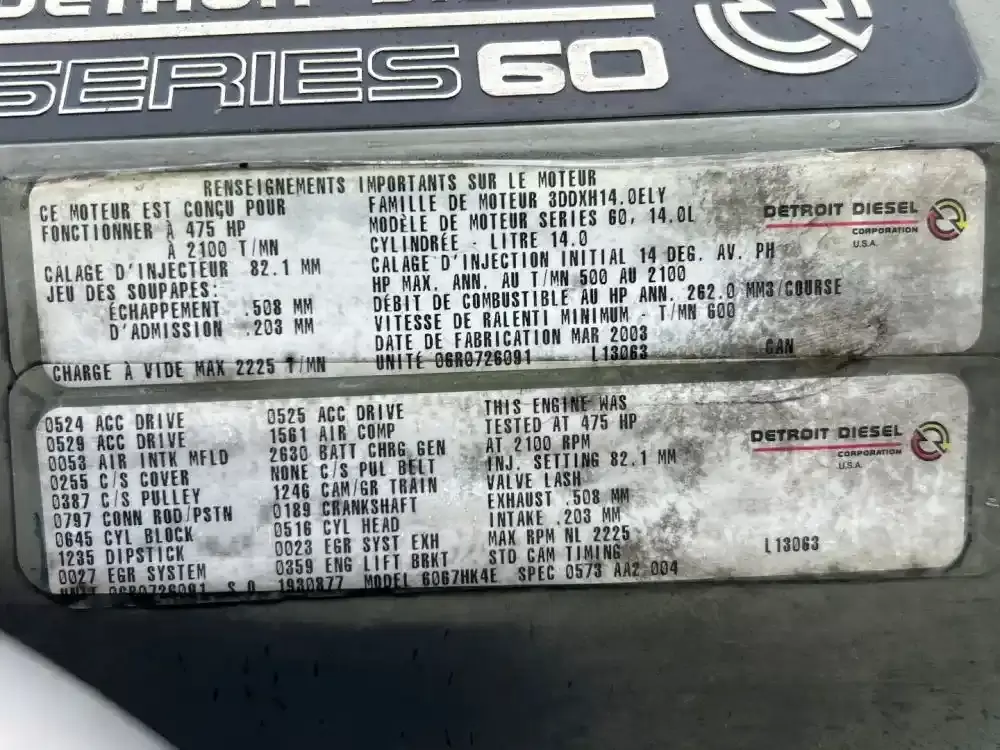 SERIES 60
RENSEIGNEMENTS IMPORTANTS SUR LE MOTEUR
CE MOTEUR EST CONÇU POUR
FONCTIONNER À 475 HP
À 2100 T/MN
CALAGE D'INJECTEUR 82.1 MM
JEU DES SOUPAPES:
ÉCHAPPEMENT .508 MM
D'ADMISSION .203 MM
CHARGE À VIDE MAX 2225 T/MN
FAMILLE DE MOTEUR 3DDXH14.0ELY
MODÈLE DE MOTEUR SERIES 60, 14.0L
CYLINDRÉE - LITRE 14.0
CALAGE D'INJECTION INITIAL 14 DEG. AV. PH
HP MAX. ANN. AU T/MN 500 AU 2100
DÉBIT DE COMBUSTIBLE AU HP ANN. 262.0 MM3/COURSE
VITESSE DE RALENTI MINIMUM - T/MN 600
DATE DE FABRICATION MAR 2003
UNITÉ 06R0726091 L13063 CAN
DETROIT DIESEL
CORPORATION
U.S.A.
0524 ACC DRIVE
0529 ACC DRIVE
0053 AIR INTK MFLD
0255 C/S COVER
0387 C/S PULLEY
0797 CONN ROD/PSTN
0645 CYL BLOCK
1235 DIPSTICK
0027 EGR SYSTEM
0525 ACC DRIVE
1561 AIR COMP
2630 BATT CHRG GEN
NONE C/S PUL BELT
1246 CAM/GR TRAIN
0189 CRANKSHAFT
0516 CYL HEAD
0023 EGR SYST EXH
0359 ENG LIFT BRKT
THIS ENGINE WAS
TESTED AT 475 HP
AT 2100 RPM
INJ. SETTING 82.1 MM
VALVE LASH
EXHAUST .508 MM
INTAKE .203 MM
MAX RPM NL 2225
STD CAM TIMING
L13063
DETROIT DIESEL
CORPORATION
U.S.A.
UNIT 06R0726091 S O 1930877 MODEL 6067HK4E SPEC 0573 AA2 004